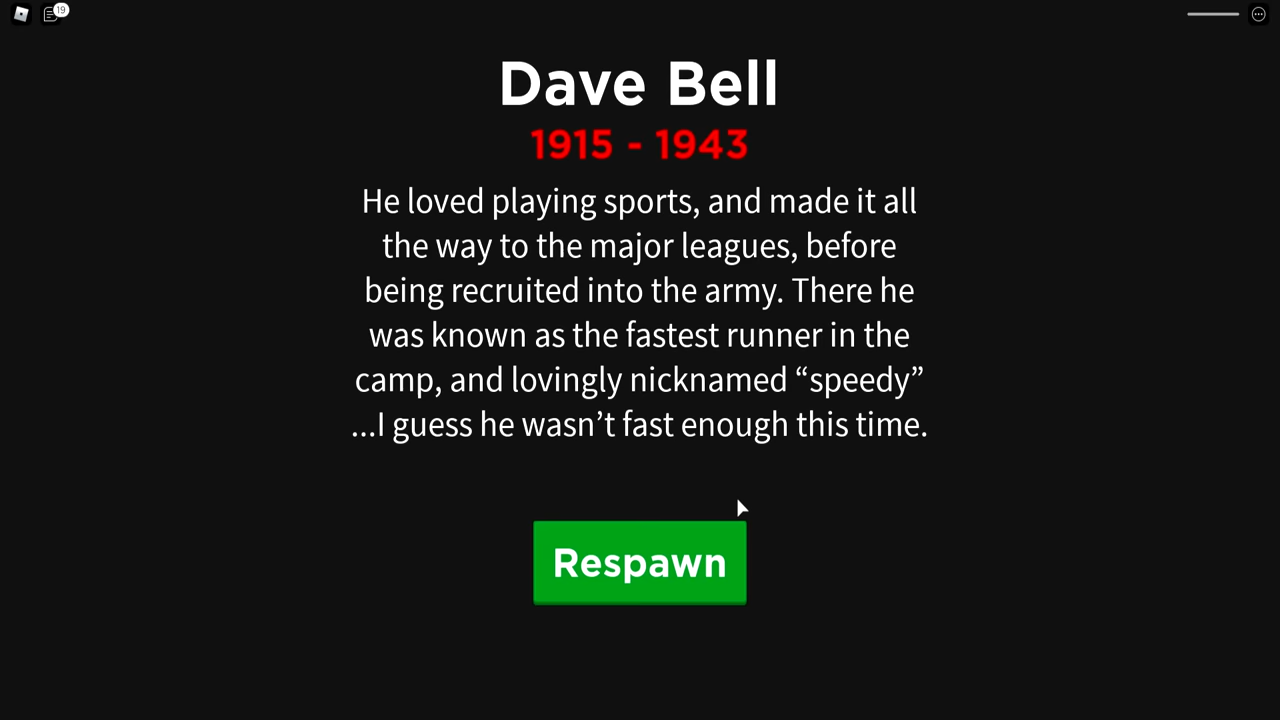 19
Dave Bell
1915 - 1943
He loved playing sports, and made it all
the way to the major leagues, before
being recruited into the army. There he
was known as the fastest runner in the
camp, and lovingly nicknamed “speedy”
...I guess he wasn’t fast enough this time.
Respawn